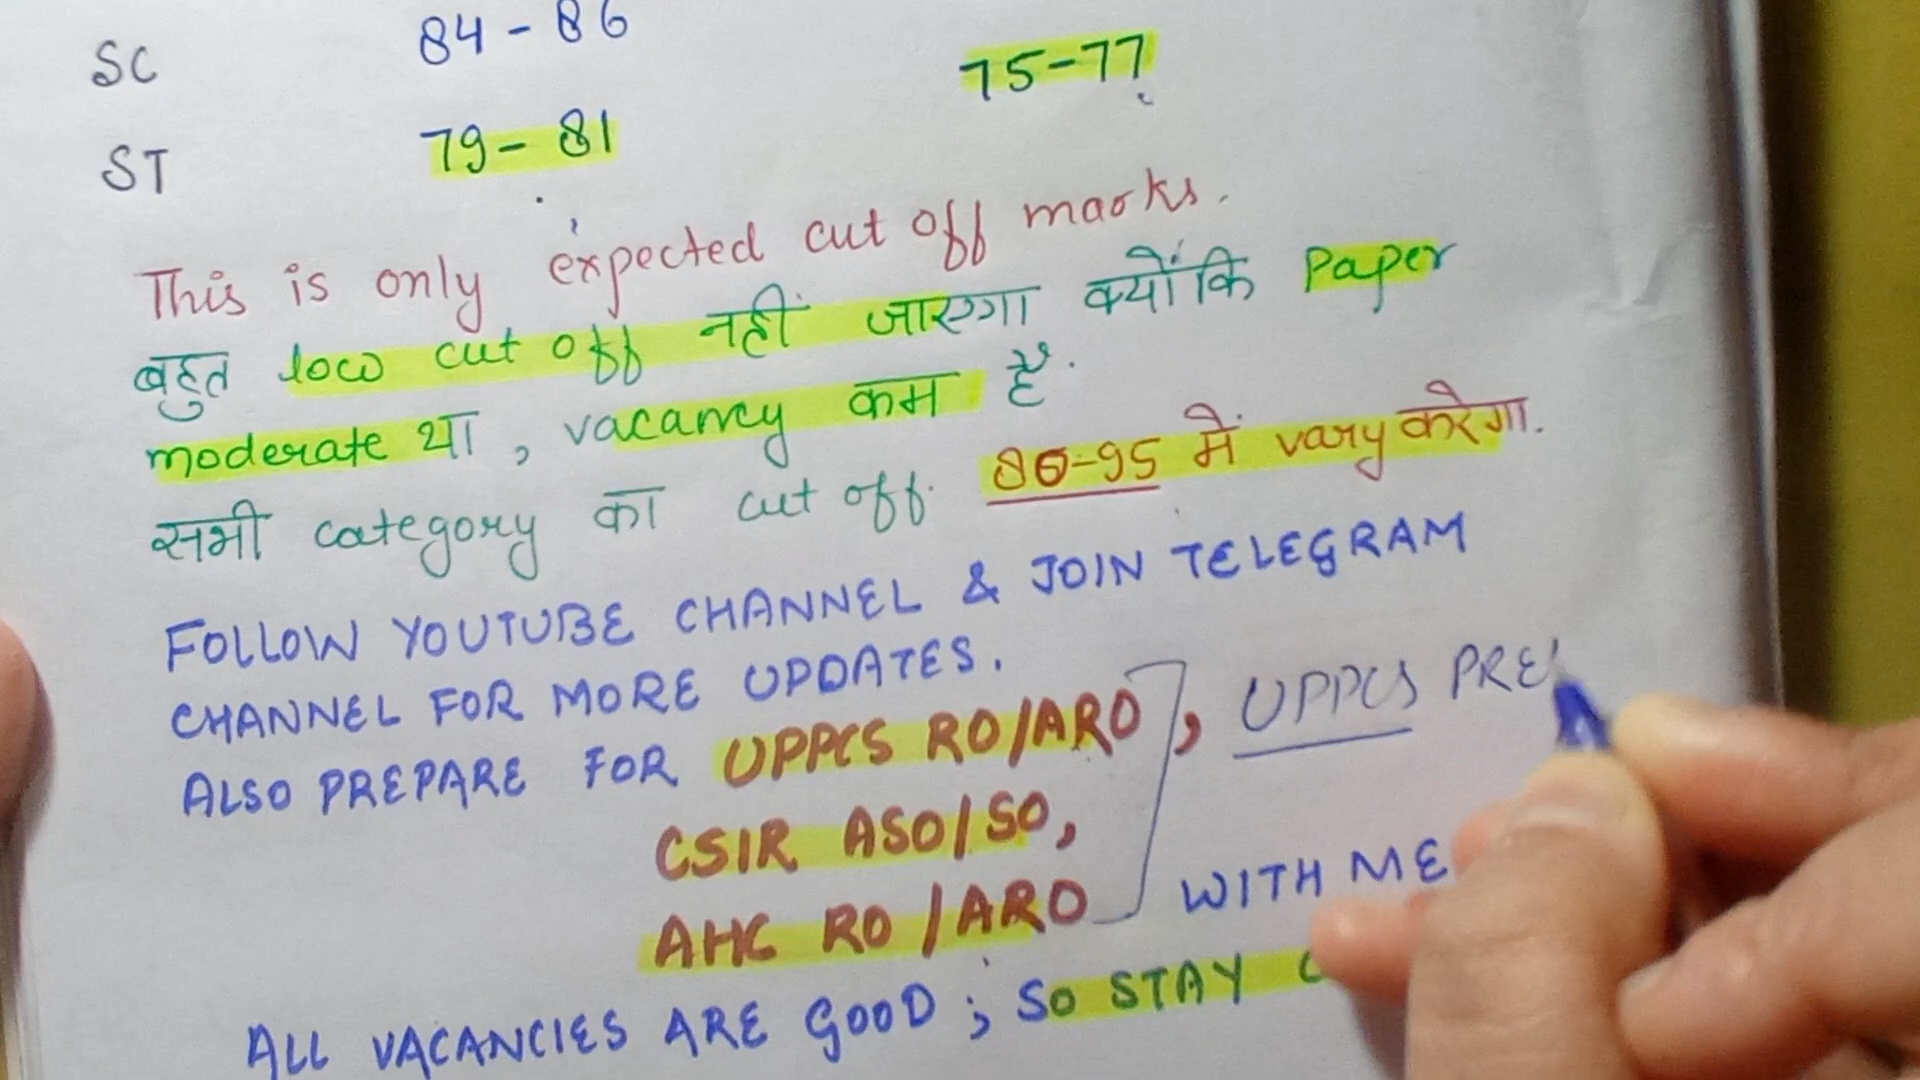 SC 84 - 86
75-77
ST 79 - 81
This is only expected cut off marks.
बहुत low cut off नहीं जाएगा क्योंकि Paper
moderate था , vacancy कम है.
सभी category का cut off. 80-95 में vary करेगा.
FOLLOW YOUTUBE CHANNEL & JOIN TELEGRAM
CHANNEL FOR MORE UPDATES.
ALSO PREPARE FOR UPPCS RO/ARO , UPPCS PRE
CSIR ASO/SO,
AHC RO/ARO WITH ME
ALL VACANCIES ARE GOOD ; SO STAY